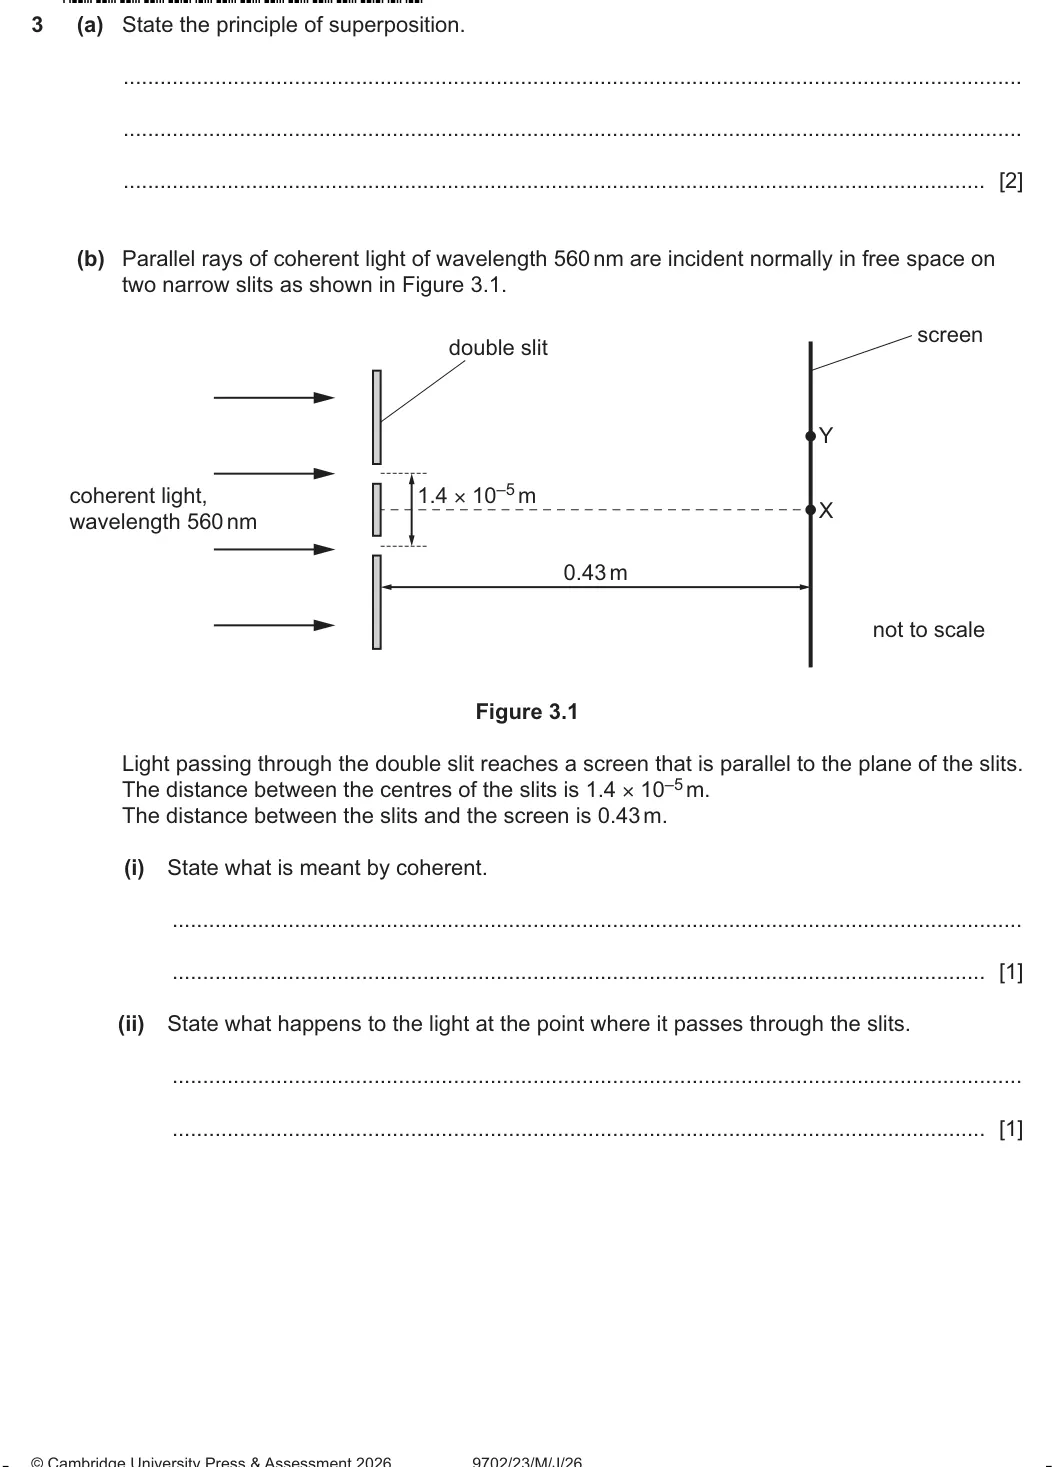 3 (a) State the principle of superposition.
..........
..........
.......... [2]
(b) Parallel rays of coherent light of wavelength 560 nm are incident normally in free space on
two narrow slits as shown in Figure 3.1.
screen
double slit
Y
coherent light,
wavelength 560 nm
1.4 × 10⁻⁵ m
X
0.43 m
not to scale
Figure 3.1
Light passing through the double slit reaches a screen that is parallel to the plane of the slits.
The distance between the centres of the slits is 1.4 × 10⁻⁵ m.
The distance between the slits and the screen is 0.43 m.
(i) State what is meant by coherent.
..........
.......... [1]
(ii) State what happens to the light at the point where it passes through the slits.
..........
.......... [1]
© Cambridge University Press & Assessment 2026 9702/23/M/J/26